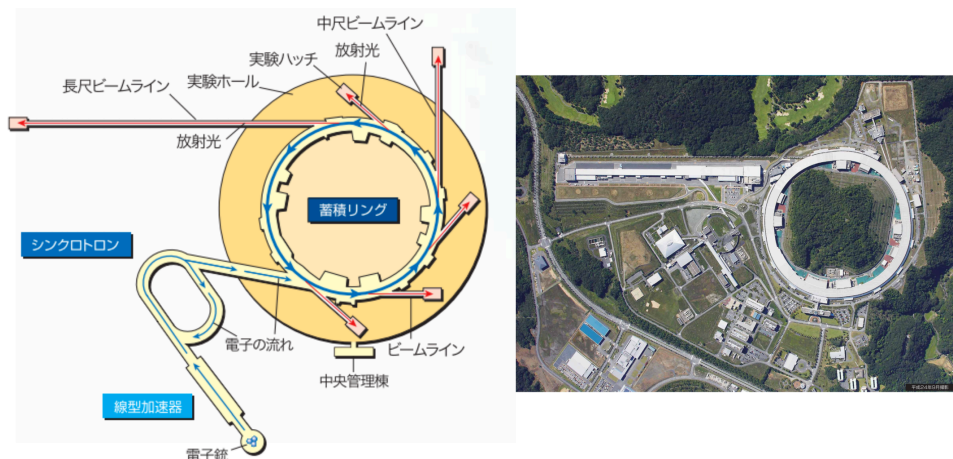 中尺ビームライン
放射光
実験ハッチ
実験ホール
長尺ビームライン
放射光
蓄積リング
シンクロトロン
電子の流れ
ビームライン
中央管理棟
線型加速器
電子銃